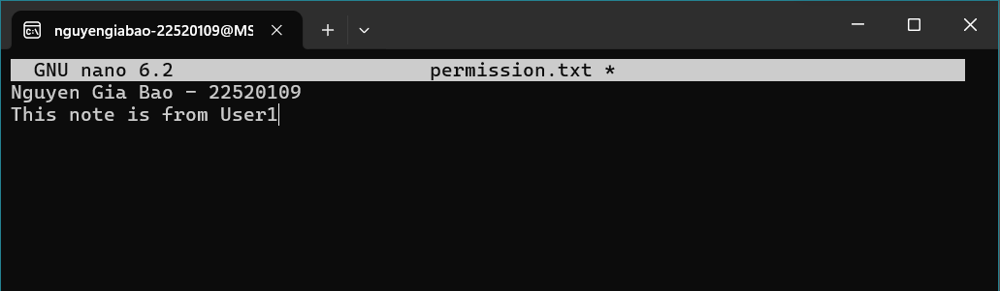 nguyengiabao-22520109@MS
GNU nano 6.2 permission.txt *
Nguyen Gia Bao - 22520109
This note is from User1